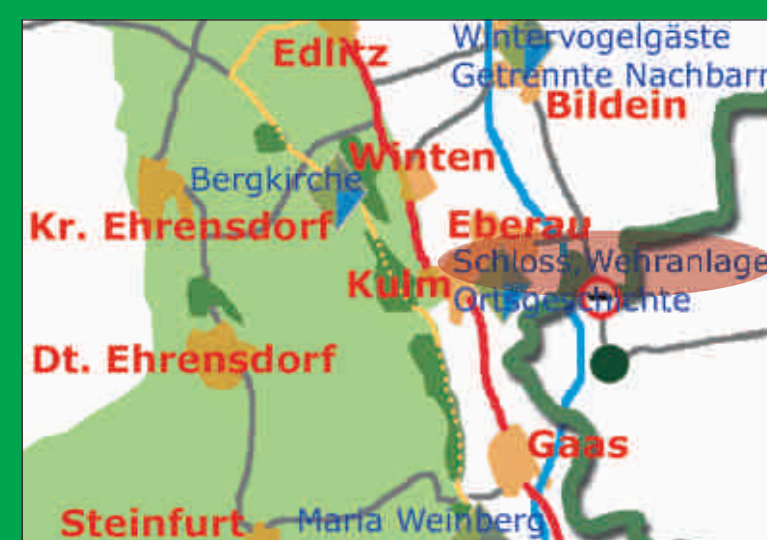 Wintervogelgäste
Edlitz
Getrennte Nachbarn
Bildein
Winten
Bergkirche
Kr. Ehrensdorf
Eberau
Schloss,Wehranlage
Kulm
Ortsgeschichte
Dt. Ehrensdorf
Gaas
Steinfurt
Maria Weinberg